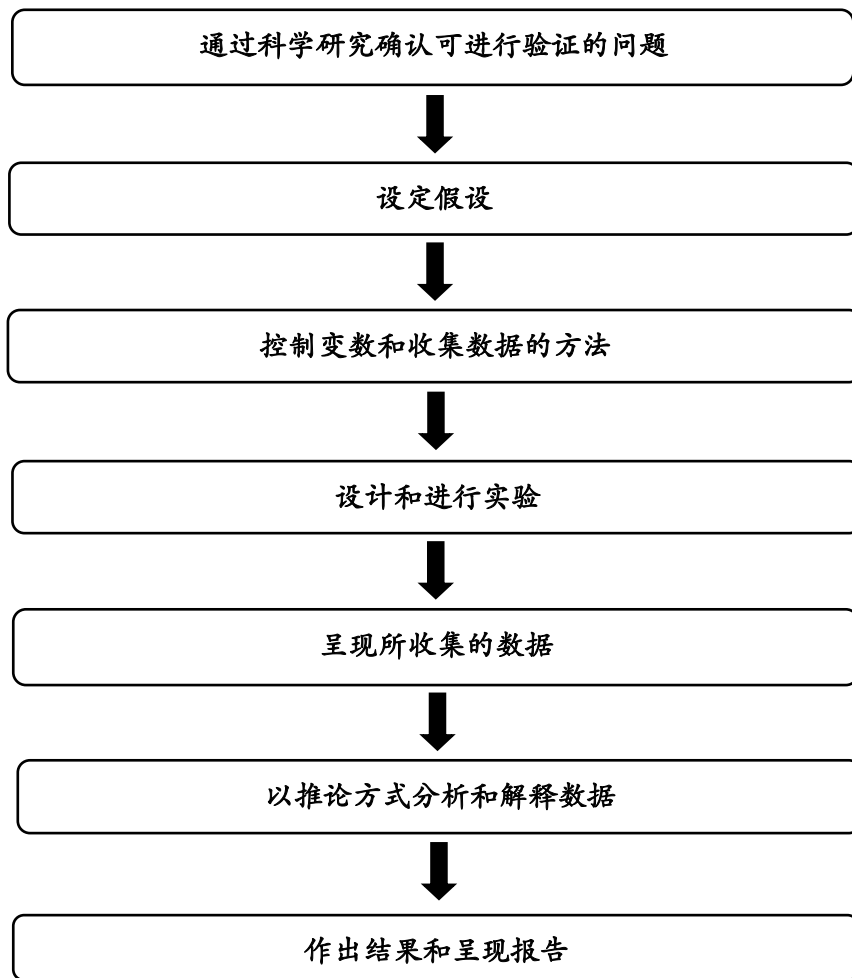 通过科学研究确认可进行验证的问题
设定假设
控制变数和收集数据的方法
设计和进行实验
呈现所收集的数据
以推论方式分析和解释数据
作出结果和呈现报告